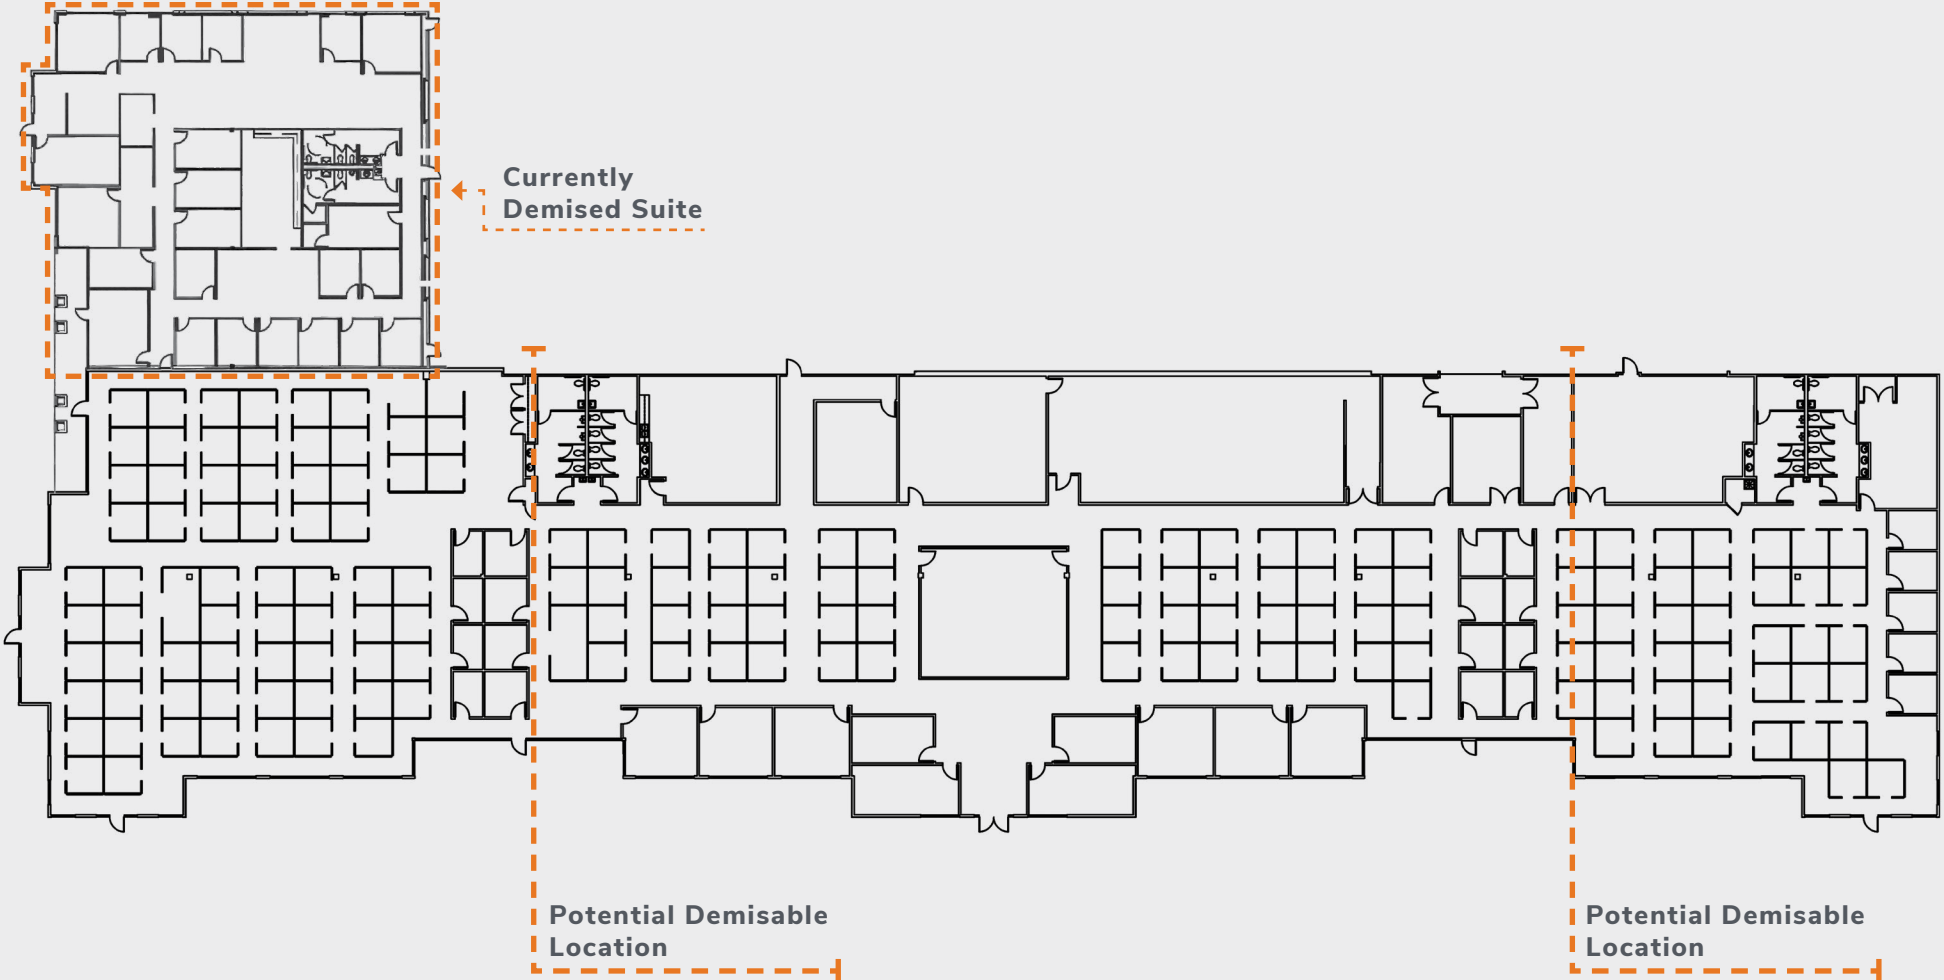 Currently
Demised Suite
Potential Demisable
Location
Potential Demisable
Location